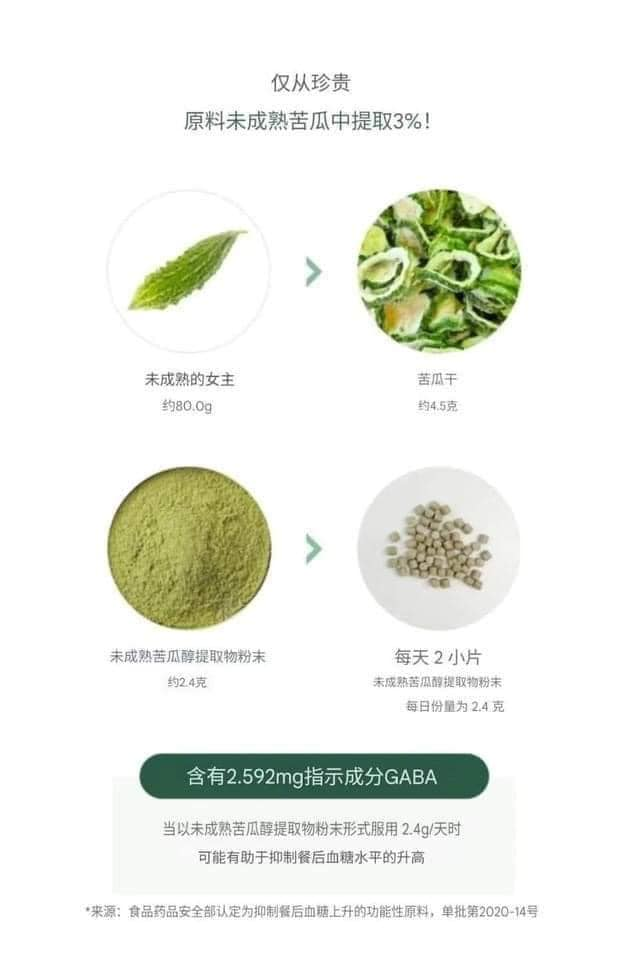 仅从珍贵
原料未成熟苦瓜中提取3%!
未成熟的女主
约80.0g
苦瓜干
约4.5克
未成熟苦瓜醇提取物粉末
约2.4克
每天 2 小片
未成熟苦瓜醇提取物粉末
每日份量为 2.4 克
含有2.592mg指示成分GABA
当以未成熟苦瓜醇提取物粉末形式服用 2.4g/天时
可能有助于抑制餐后血糖水平的升高
*来源：食品药品安全部认定为抑制餐后血糖上升的功能性原料，单批第2020-14号